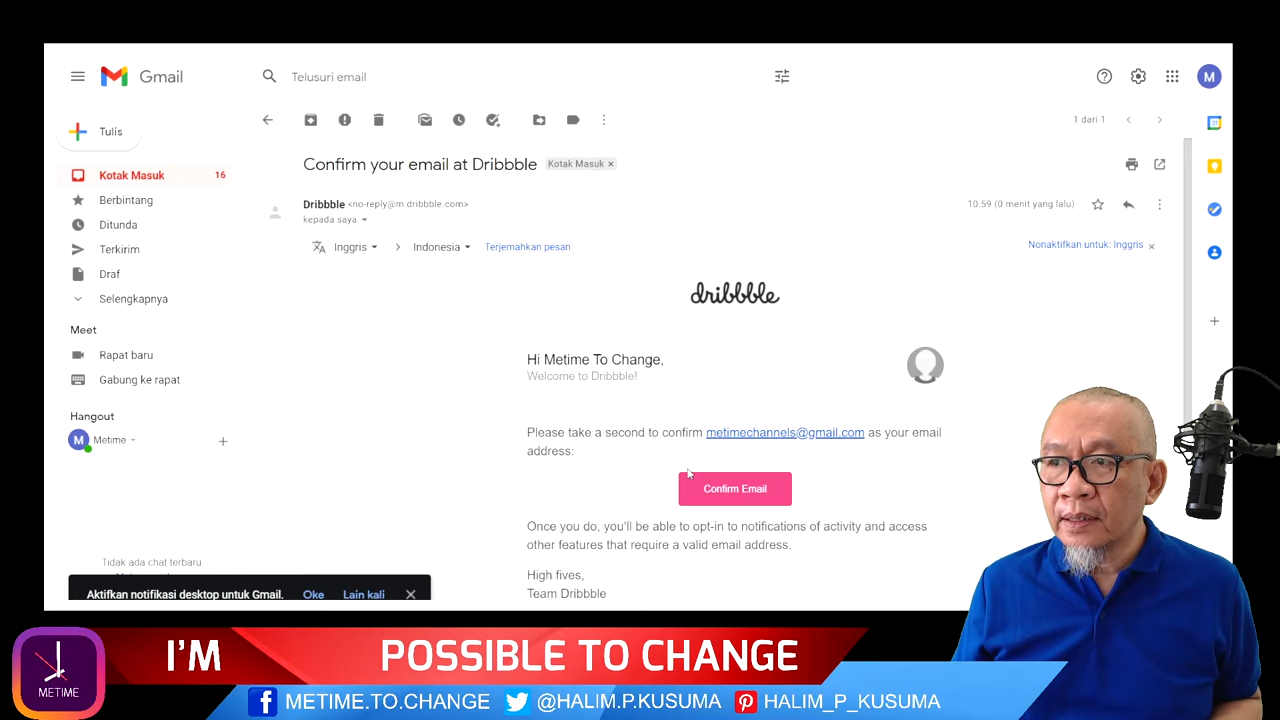 Gmail
Telusuri email
M
Tulis
1 dari 1
Confirm your email at Dribbble Kotak Masuk ×
Kotak Masuk 16
Berbintang
Ditunda
Terkirim
Draf
Selengkapnya
Dribbble <no-reply@m.dribbble.com>
10.59 (0 menit yang lalu)
kepada saya
Inggris > Indonesia Terjemahkan pesan
Nonaktifkan untuk: Inggris ×
dribbble
Meet
Rapat baru
Gabung ke rapat
Hangout
M Metime +
Hi Metime To Change,
Welcome to Dribbble!
Please take a second to confirm metimechannels@gmail.com as your email
address:
Confirm Email
Once you do, you'll be able to opt-in to notifications of activity and access
other features that require a valid email address.
High fives,
Team Dribbble
Tidak ada chat terbaru
Aktifkan notifikasi desktop untuk Gmail. Oke Lain kali
METIME
I'M POSSIBLE TO CHANGE
METIME.TO.CHANGE @HALIM.P.KUSUMA HALIM_P_KUSUMA